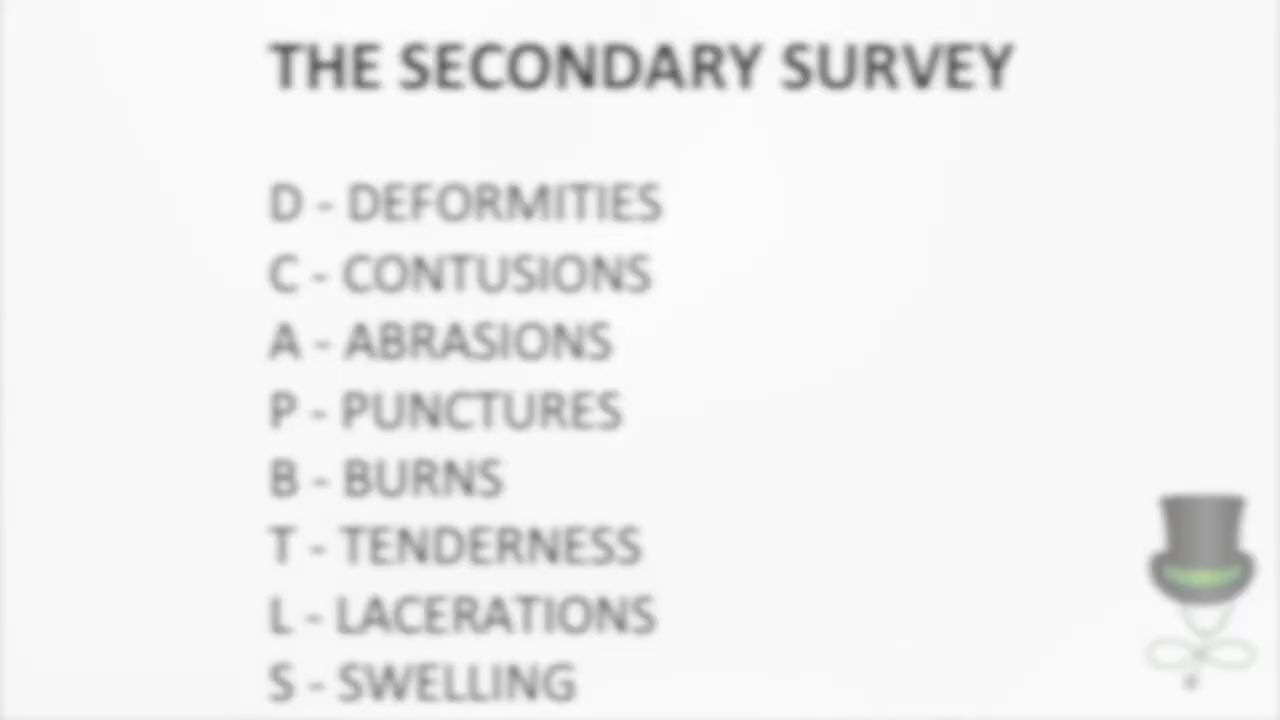 THE SECONDARY SURVEY
D - DEFORMITIES
C - CONTUSIONS
A - ABRASIONS
P - PUNCTURES
B - BURNS
T - TENDERNESS
L - LACERATIONS
S - SWELLING